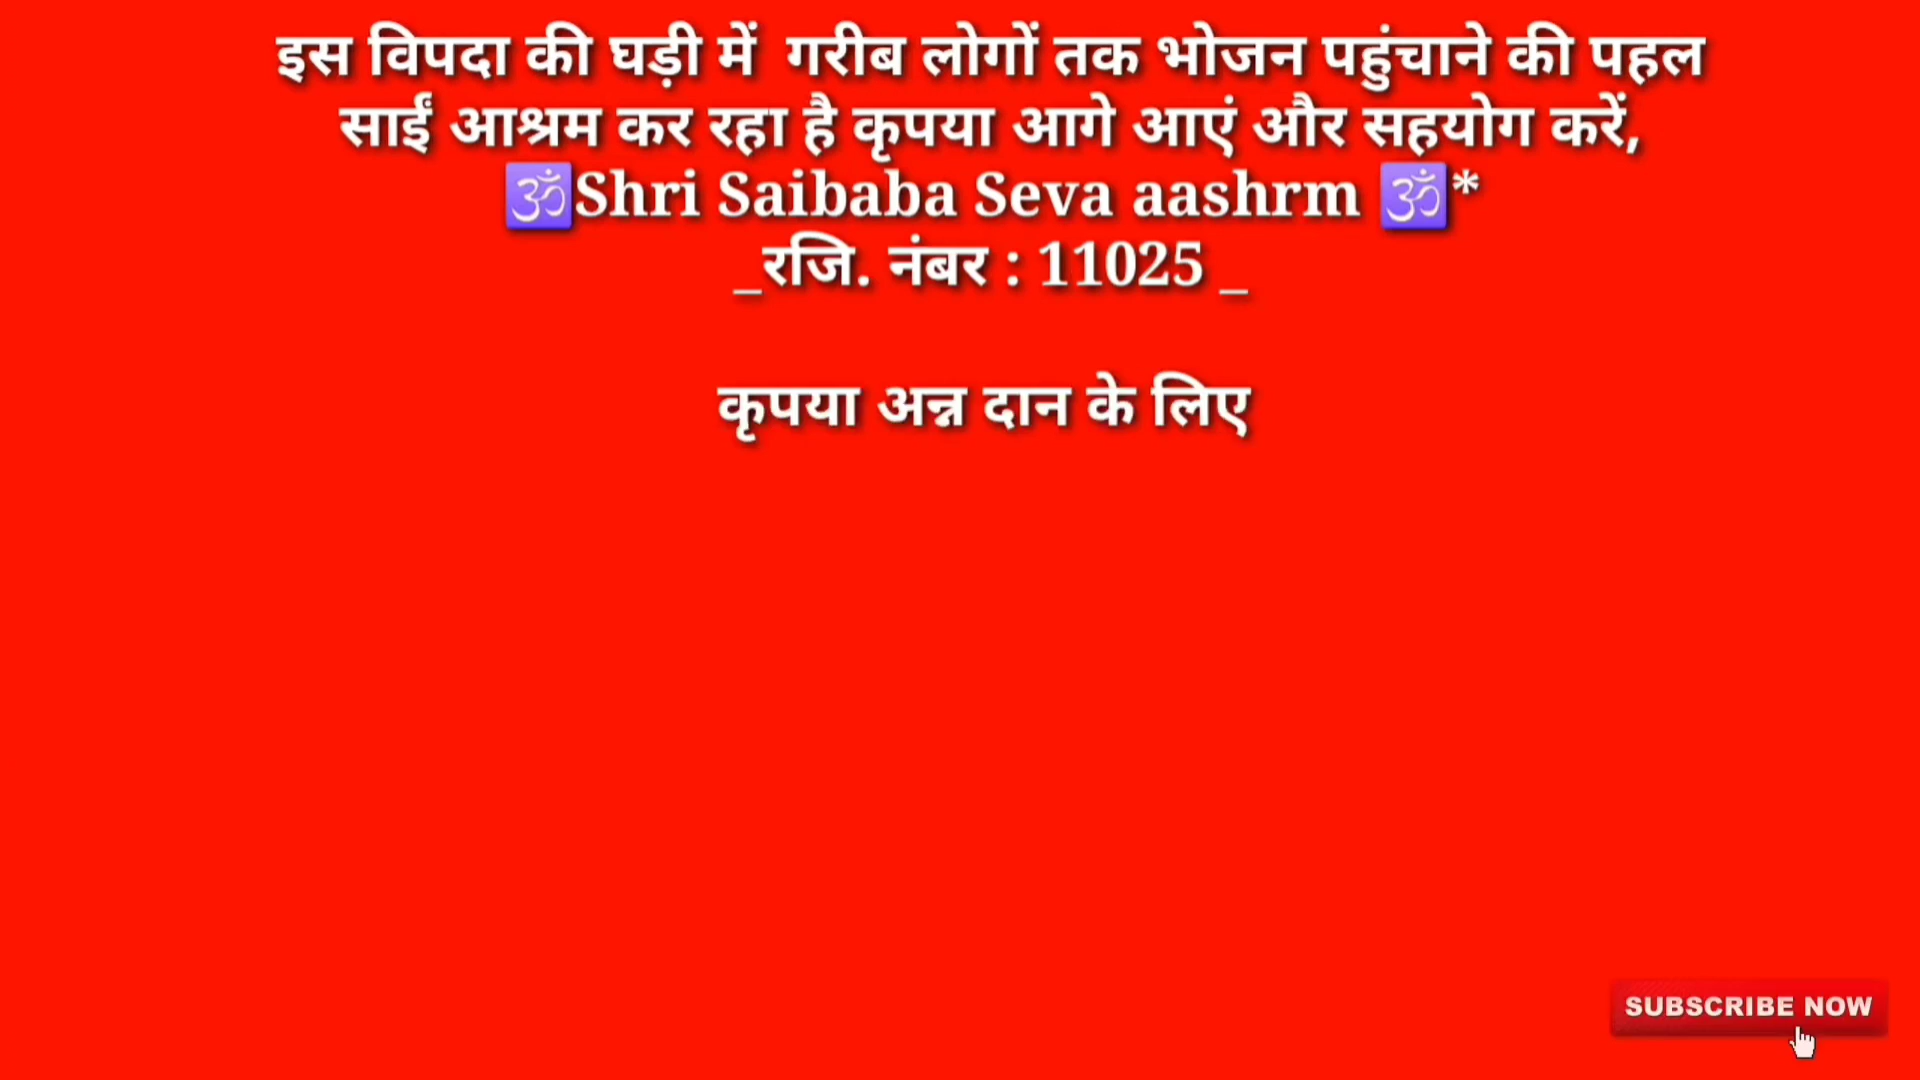 इस विपदा की घड़ी में गरीब लोगों तक भोजन पहुंचाने की पहल
साईं आश्रम कर रहा है कृपया आगे आएं और सहयोग करें,
🕉Shri Saibaba Seva aashrm 🕉*
_रजि. नंबर : 11025 _
कृपया अन्न दान के लिए
SUBSCRIBE NOW